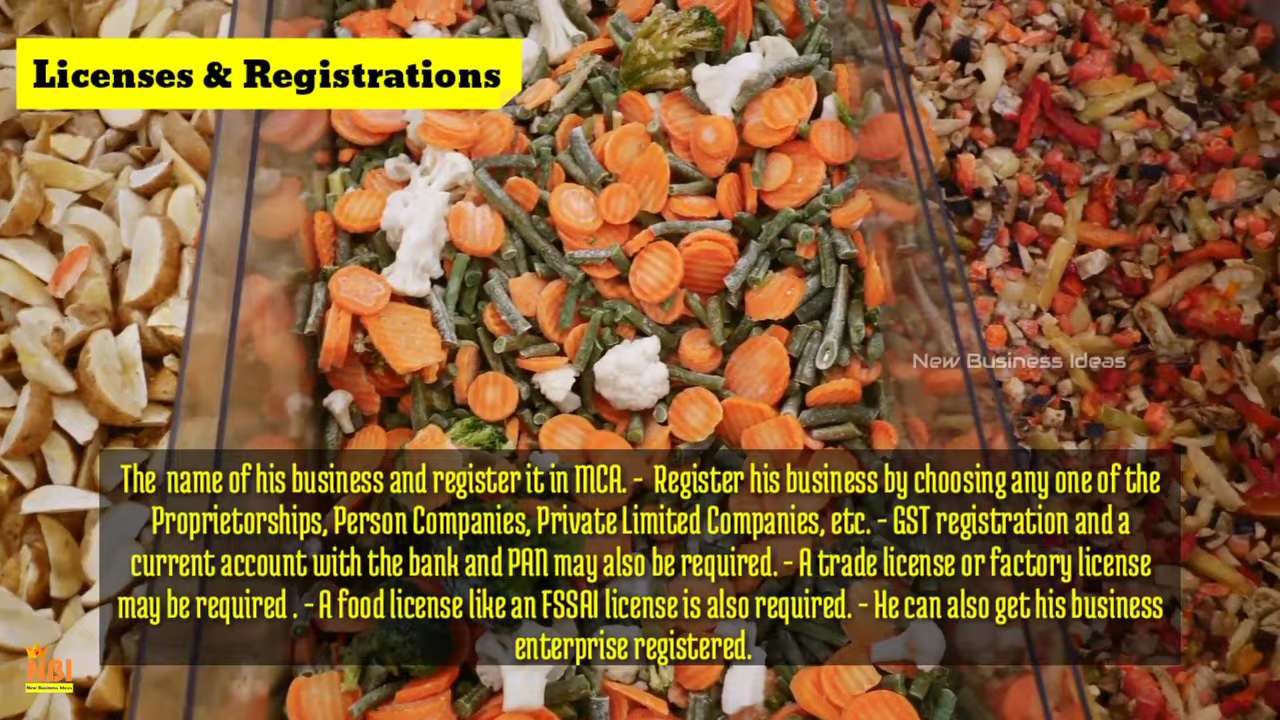 Licenses & Registrations
New Business Ideas
The name of his business and register it in MCA. - Register his business by choosing any one of the
Proprietorships, Person Companies, Private Limited Companies, etc. - GST registration and a
current account with the bank and PAN may also be required. - A trade license or factory license
may be required . - A food license like an FSSAI license is also required. - He can also get his business
enterprise registered.
NBI
New Business Ideas